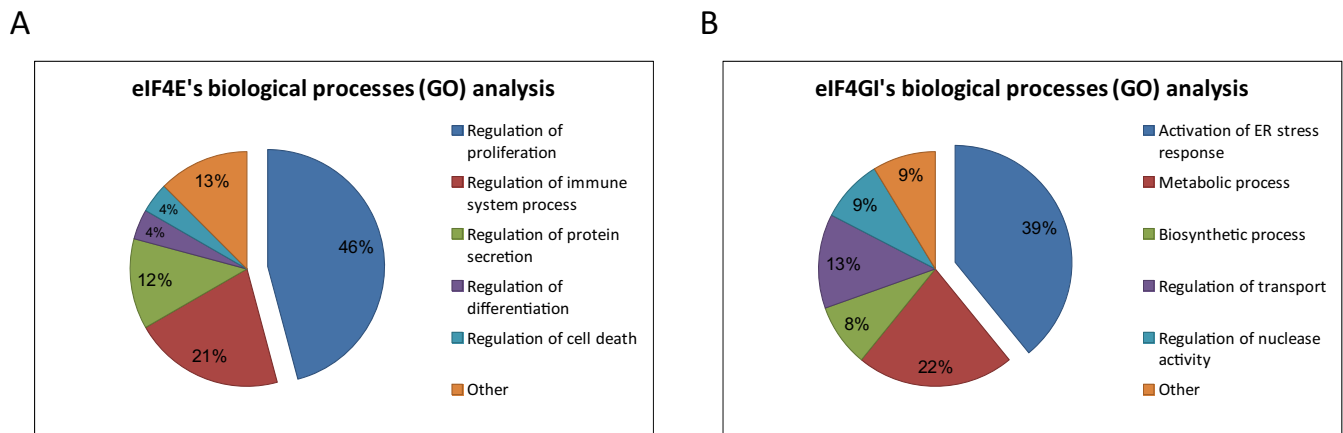 A
eIF4E's biological processes (GO) analysis
Regulation of
proliferation
Regulation of immune
system process
Regulation of protein
secretion
Regulation of
differentiation
Regulation of cell death
Other
13%
4%
4%
12%
21%
46%
B
eIF4GI's biological processes (GO) analysis
Activation of ER stress
response
Metabolic process
Biosynthetic process
Regulation of transport
Regulation of nuclease
activity
Other
9%
9%
13%
8%
22%
39%